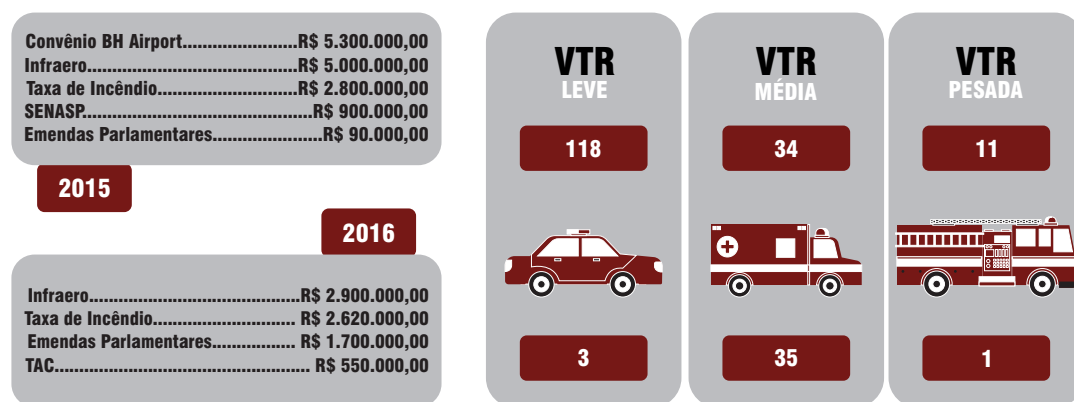 Convênio BH Airport........................R$ 5.300.000,00
Infraero............................................R$ 5.000.000,00
Taxa de Incêndio.............................R$ 2.800.000,00
SENASP................................................R$ 900.000,00
Emendas Parlamentares.......................R$ 90.000,00
2015
2016
Infraero............................................R$ 2.900.000,00
Taxa de Incêndio.............................. R$ 2.620.000,00
Emendas Parlamentares................. R$ 1.700.000,00
TAC...................................................... R$ 550.000,00
VTR
LEVE
118
3
VTR
MÉDIA
34
35
VTR
PESADA
11
1